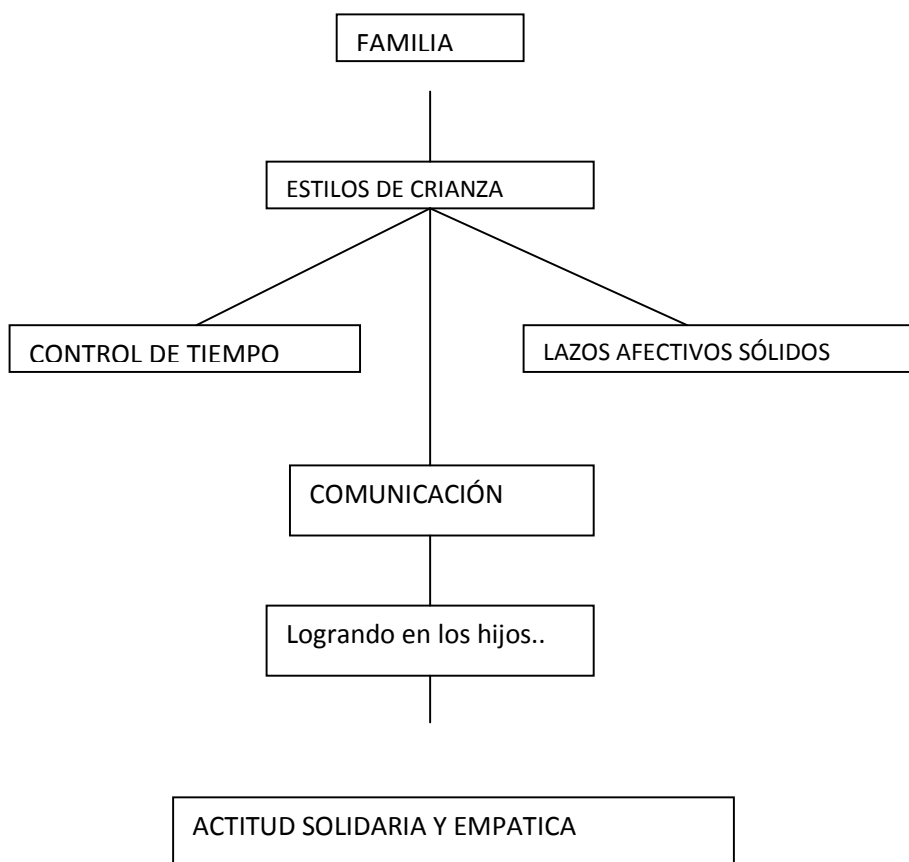 FAMILIA
ESTILOS DE CRIANZA
CONTROL DE TIEMPO
LAZOS AFECTIVOS SÓLIDOS
COMUNICACIÓN
Logrando en los hijos..
ACTITUD SOLIDARIA Y EMPATICA